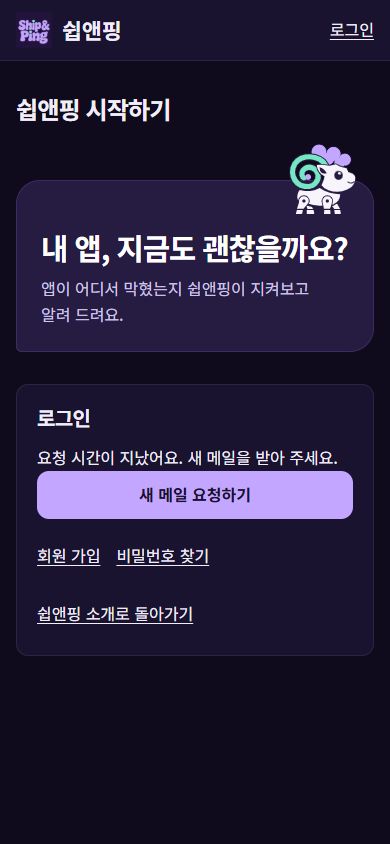 Ship&
Ping
쉽앤핑
로그인
쉽앤핑 시작하기
내 앱, 지금도 괜찮을까요?
앱이 어디서 막혔는지 쉽앤핑이 지켜보고
알려 드려요.
로그인
요청 시간이 지났어요. 새 메일을 받아 주세요.
새 메일 요청하기
회원 가입 비밀번호 찾기
쉽앤핑 소개로 돌아가기